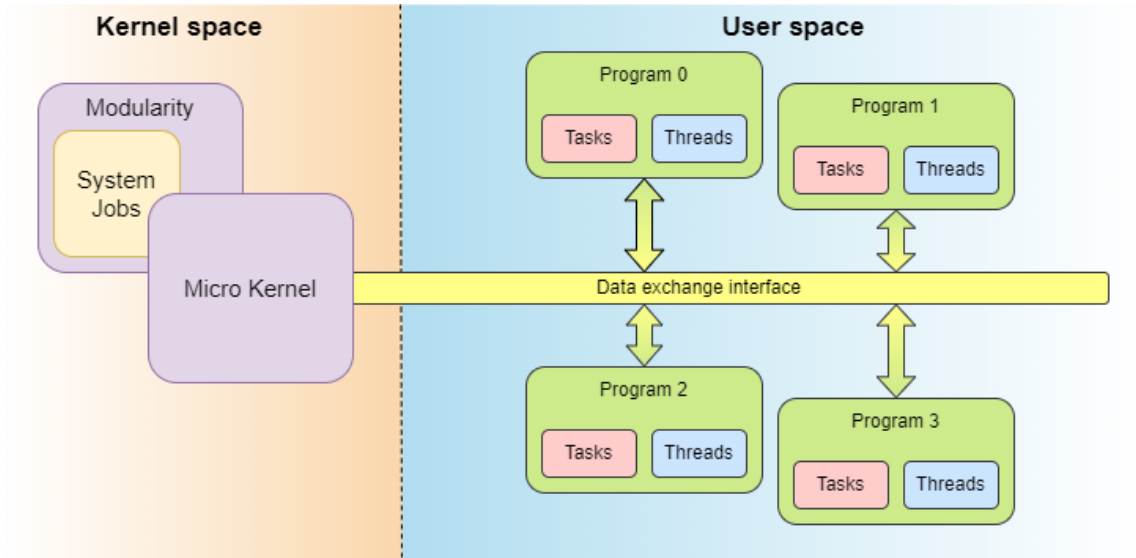 Kernel space
User space
Modularity
System
Jobs
Micro Kernel
Program 0
Tasks
Threads
Program 1
Tasks
Threads
Data exchange interface
Program 2
Tasks
Threads
Program 3
Tasks
Threads